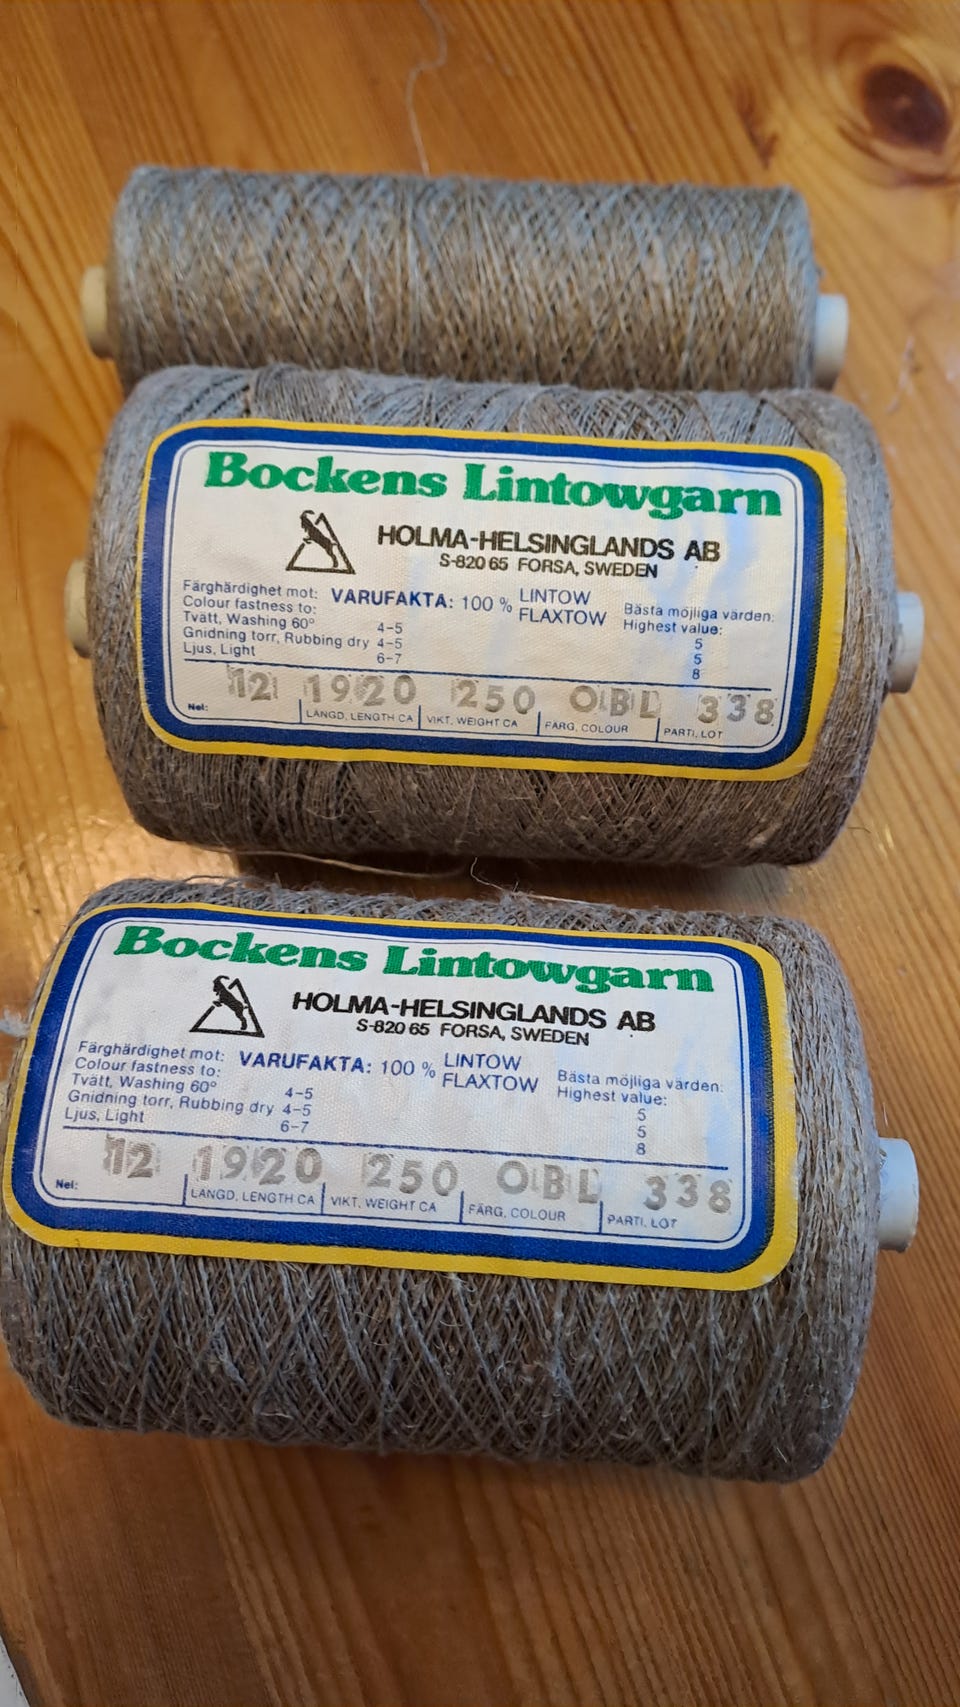 Bockens Lintowgarn
HOLMA-HELSINGLANDS AB
S-820 65 FORSA, SWEDEN
Färghärdighet mot:
Colour fastness to:
VARUFAKTA: 100 % LINTOW
FLAXTOW
Bästa möjliga värden:
Highest value:
Tvätt, Washing 60° 4-5 5
Gnidning torr, Rubbing dry 4-5 5
Ljus, Light 6-7 8
12 1920 250 OBL 338
Nel: LÄNGD, LENGTH CA VIKT, WEIGHT CA FÄRG, COLOUR PARTI, LOT
Bockens Lintowgarn
HOLMA-HELSINGLANDS AB
S-820 65 FORSA, SWEDEN
Färghärdighet mot:
Colour fastness to:
VARUFAKTA: 100 % LINTOW
FLAXTOW
Bästa möjliga värden:
Highest value:
Tvätt, Washing 60° 4-5 5
Gnidning torr, Rubbing dry 4-5 5
Ljus, Light 6-7 8
12 1920 250 OBL 338
Nel: LÄNGD, LENGTH CA VIKT, WEIGHT CA FÄRG, COLOUR PARTI, LOT